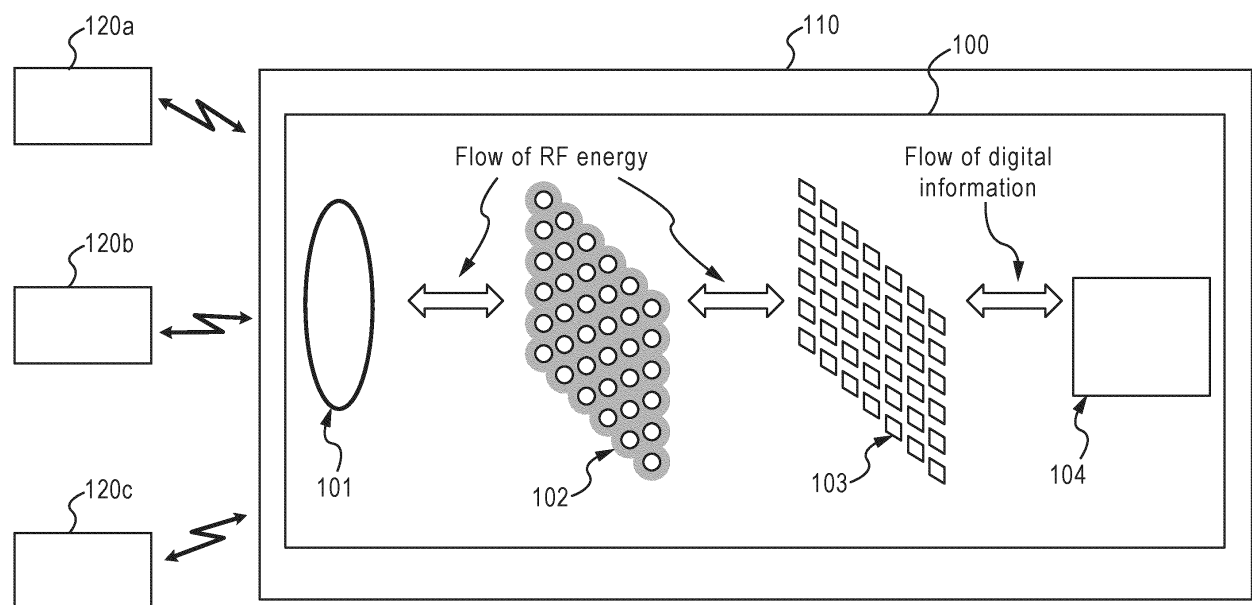 120a
110
100
Flow of RF energy
Flow of digital
information
120b
101
102
103
104
120c